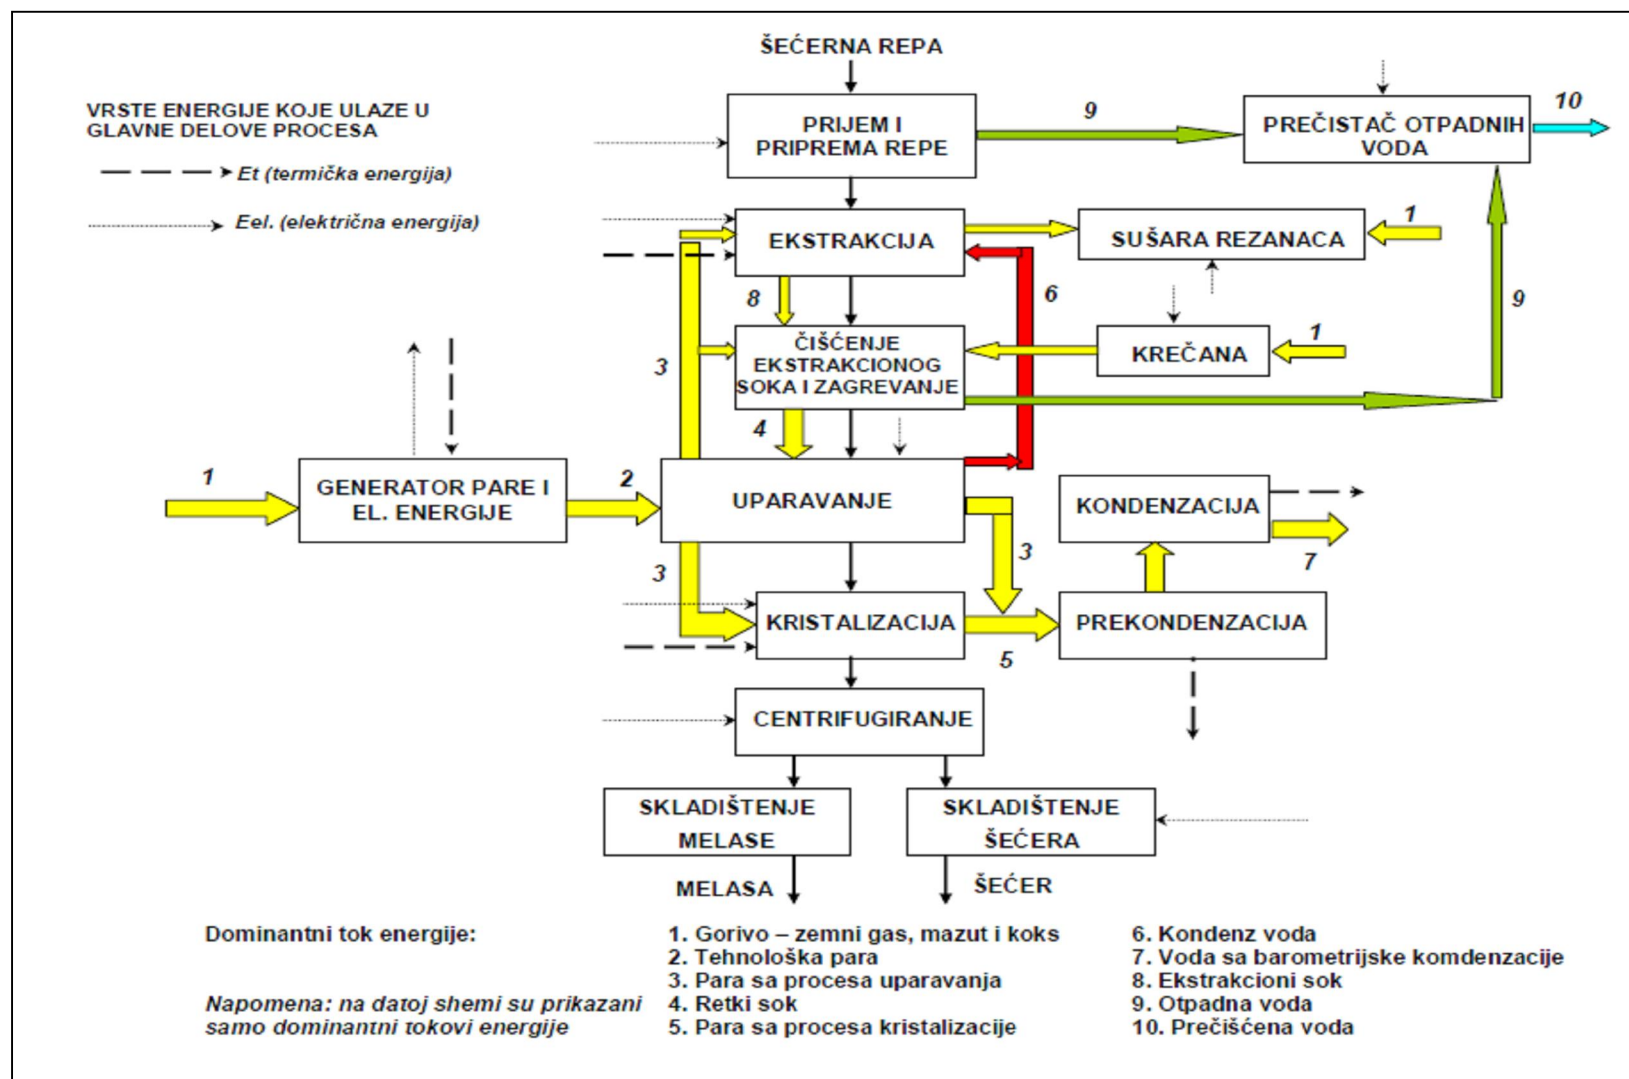 ŠEĆERNA REPA
VRSTE ENERGIJE KOJE ULAZE U
GLAVNE DELOVE PROCESA
Et (termička energija)
Eel. (električna energija)
PRIJEM I
PRIPREMA REPE
9
PREČISTAČ OTPADNIH
VODA
10
EKSTRAKCIJA
SUŠARA REZANACA
1
8
6
9
3
ČIŠĆENJE
EKSTRAKCIONOG
SOKA I ZAGREVANJE
KREČANA
1
4
1
GENERATOR PARE I
EL. ENERGIJE
2
UPARAVANJE
KONDENZACIJA
3
7
3
KRISTALIZACIJA
5
PREKONDENZACIJA
CENTRIFUGIRANJE
SKLADIŠTENJE
MELASE
SKLADIŠTENJE
ŠEĆERA
MELASA
ŠEĆER
Dominantni tok energije:
Napomena: na datoj shemi su prikazani
samo dominantni tokovi energije
1. Gorivo – zemni gas, mazut i koks
2. Tehnološka para
3. Para sa procesa uparavanja
4. Retki sok
5. Para sa procesa kristalizacije
6. Kondenz voda
7. Voda sa barometrijske komdenzacije
8. Ekstrakcioni sok
9. Otpadna voda
10. Prečišćena voda